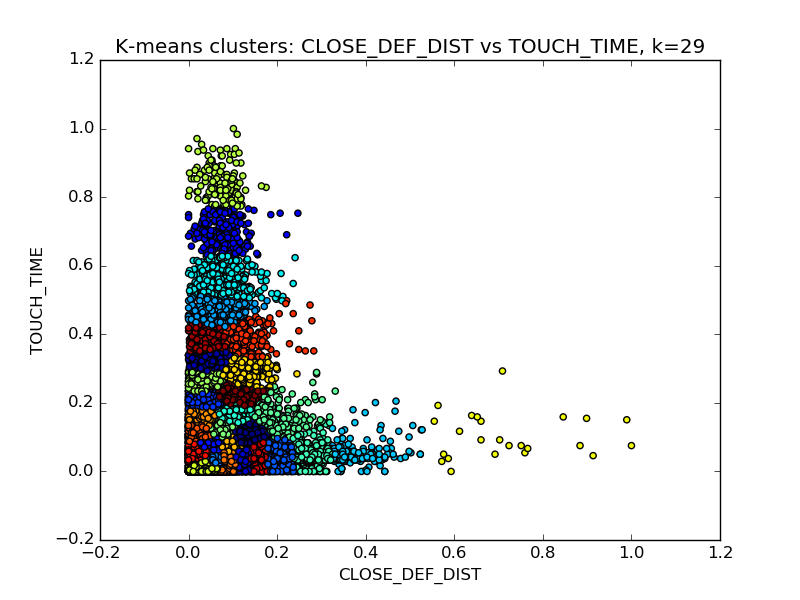 K-means clusters: CLOSE_DEF_DIST vs TOUCH_TIME, k=29
1.2
1.0
0.8
0.6
0.4
0.2
0.0
−0.2
TOUCH_TIME
−0.2 0.0 0.2 0.4 0.6 0.8 1.0 1.2
CLOSE_DEF_DIST